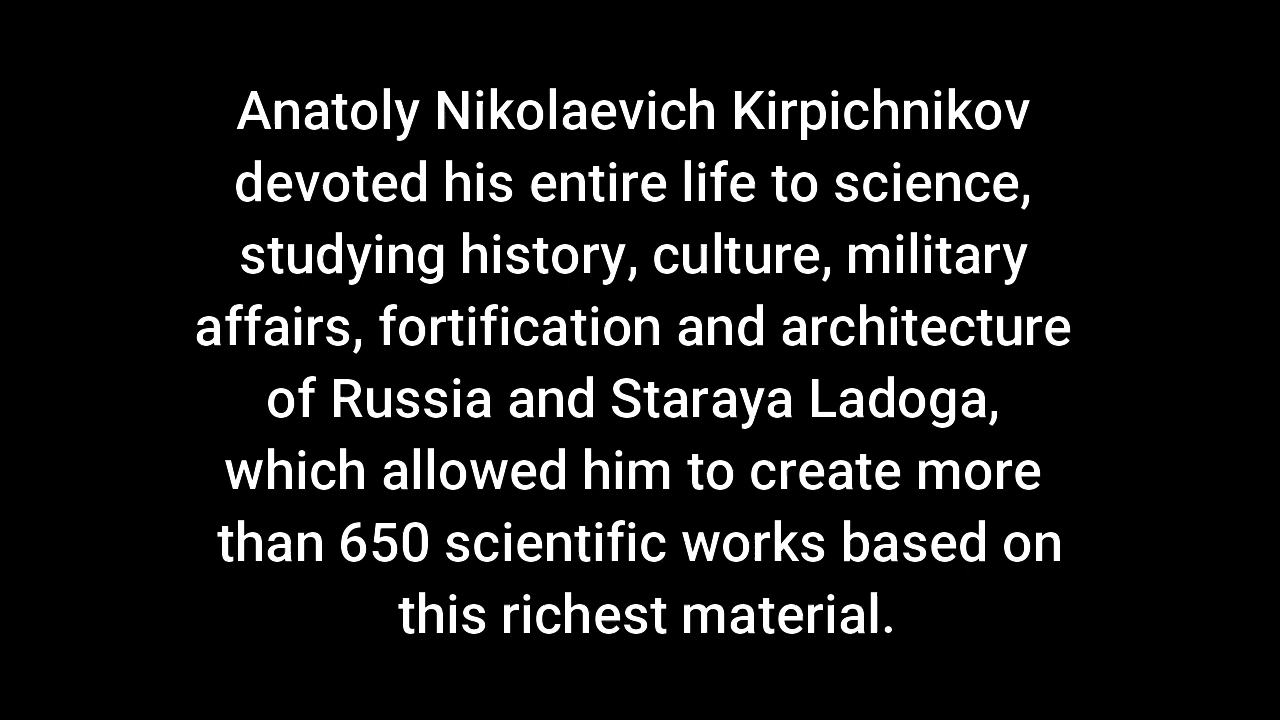 Anatoly Nikolaevich Kirpichnikov
devoted his entire life to science,
studying history, culture, military
affairs, fortification and architecture
of Russia and Staraya Ladoga,
which allowed him to create more
than 650 scientific works based on
this richest material.